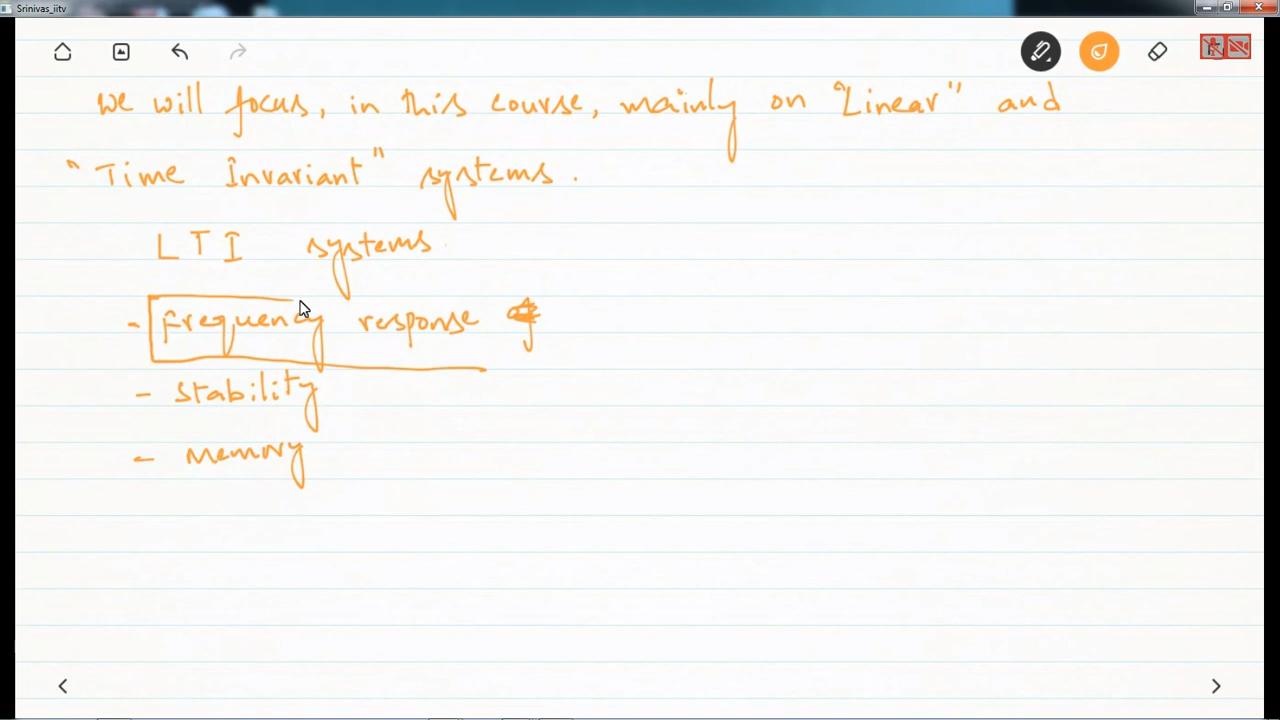 Srinivas_iitv
We will focus, in this course, mainly on "Linear" and
"Time Invariant" systems.
LTI systems.
- Frequency response
- Stability
- Memory